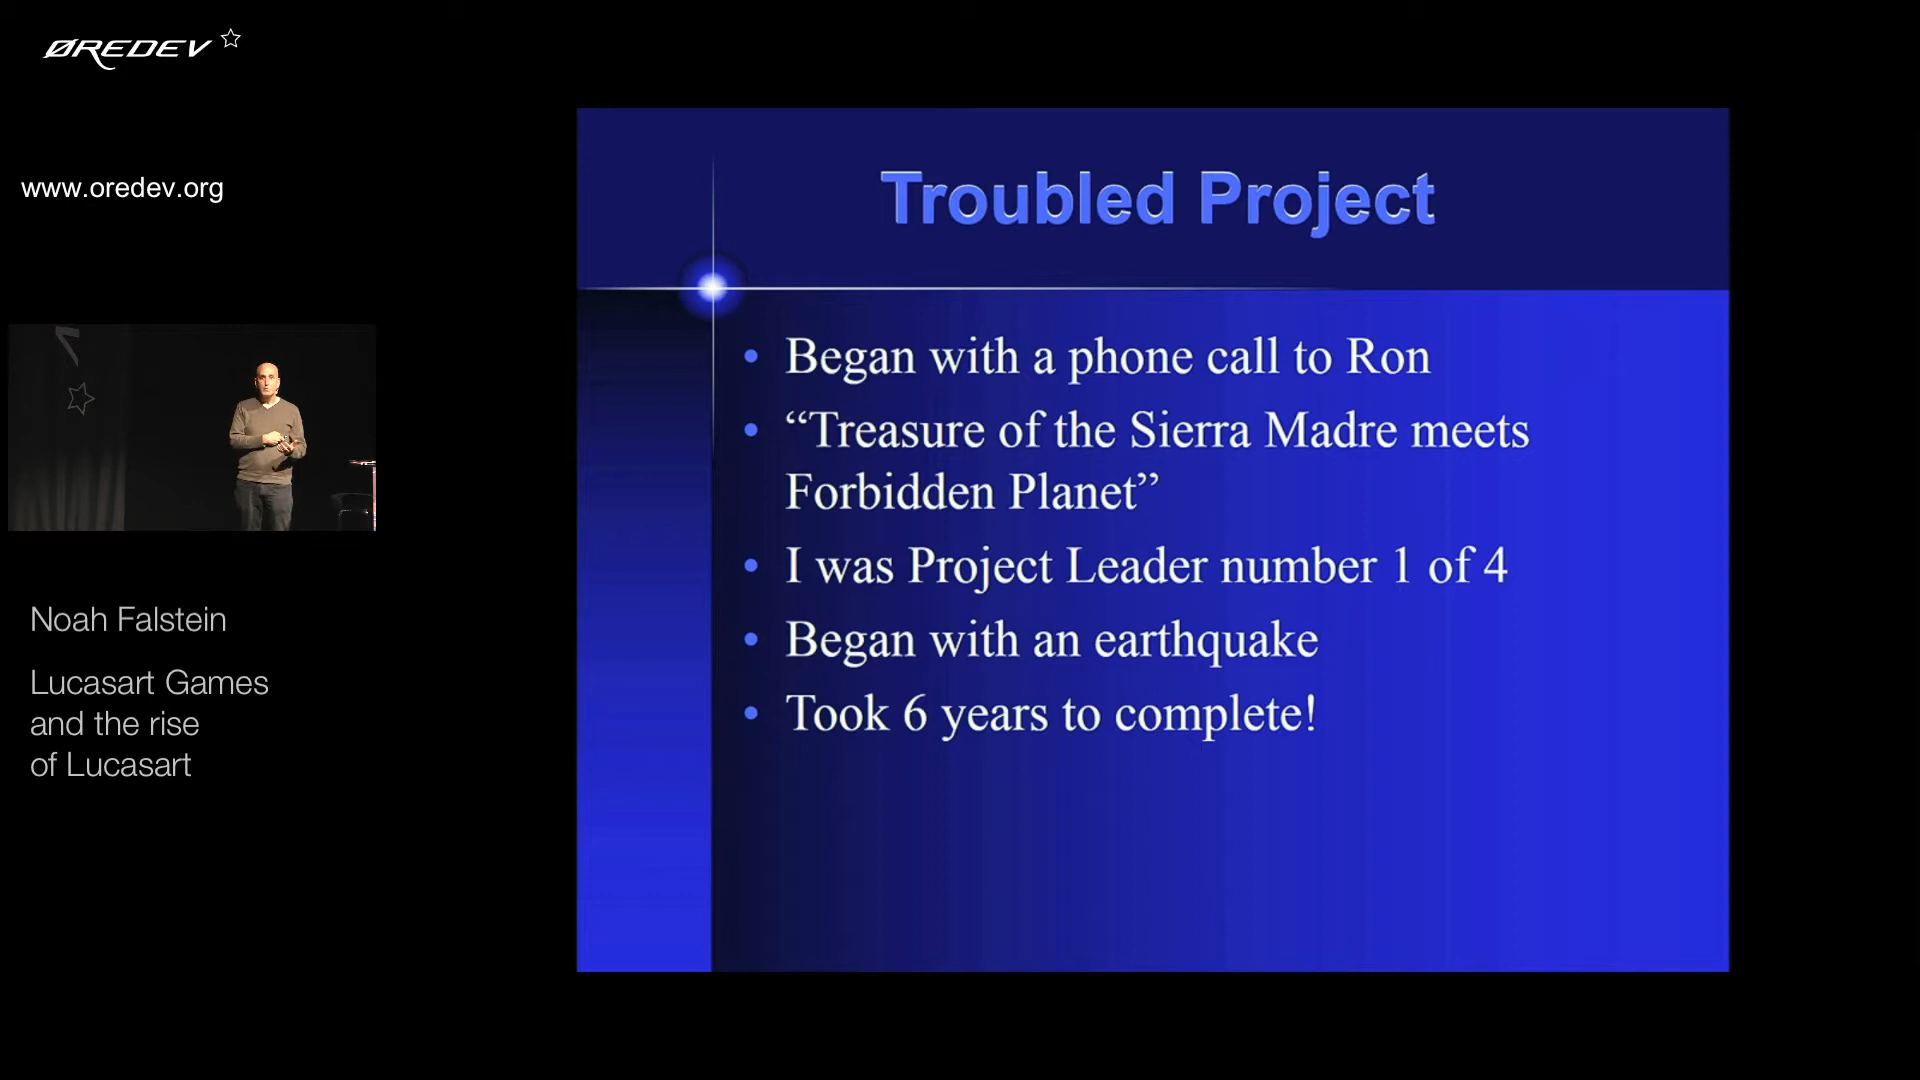 ØREDEV
www.oredev.org
Noah Falstein
Lucasart Games
and the rise
of Lucasart
Troubled Project
• Began with a phone call to Ron
• “Treasure of the Sierra Madre meets
Forbidden Planet”
• I was Project Leader number 1 of 4
• Began with an earthquake
• Took 6 years to complete!